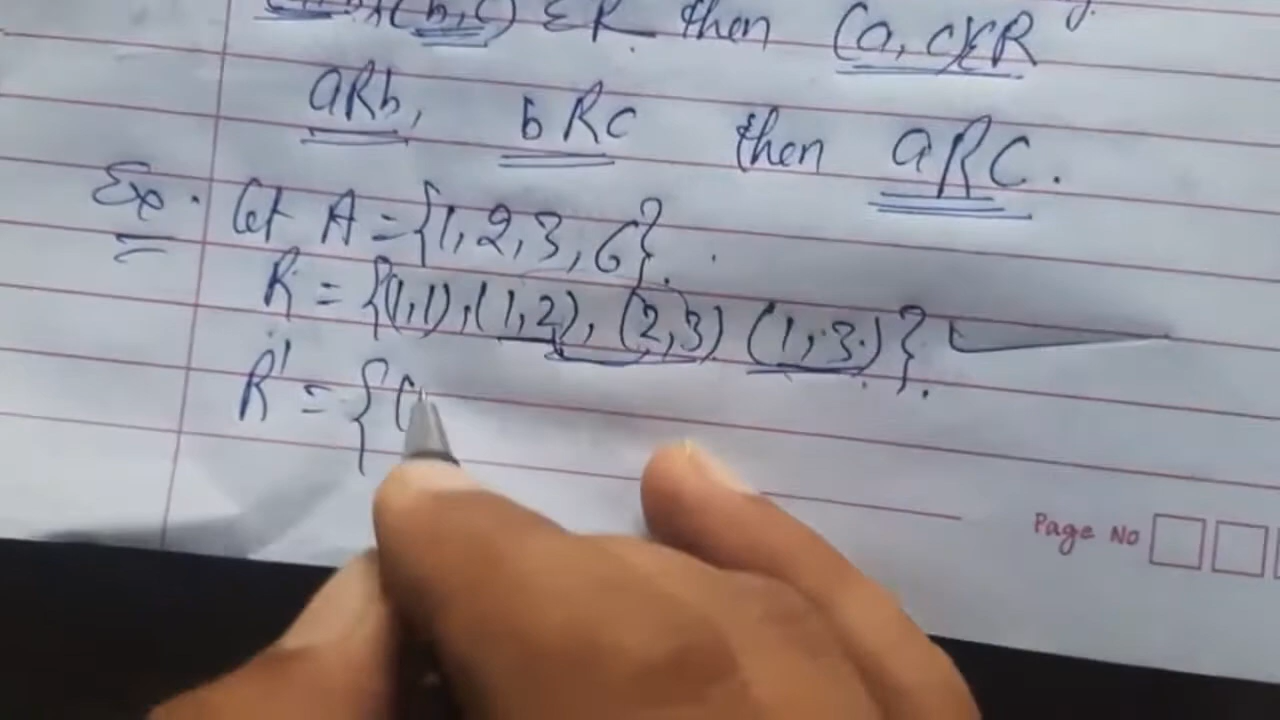 (b,c) ε R. then (a,c)εR
aRb, bRc then aRc.
Ex. Let A = {1,2,3,6}.
R = {(1,1),(1,2), (2,3) (1,3)}.
R' = {(
Page No